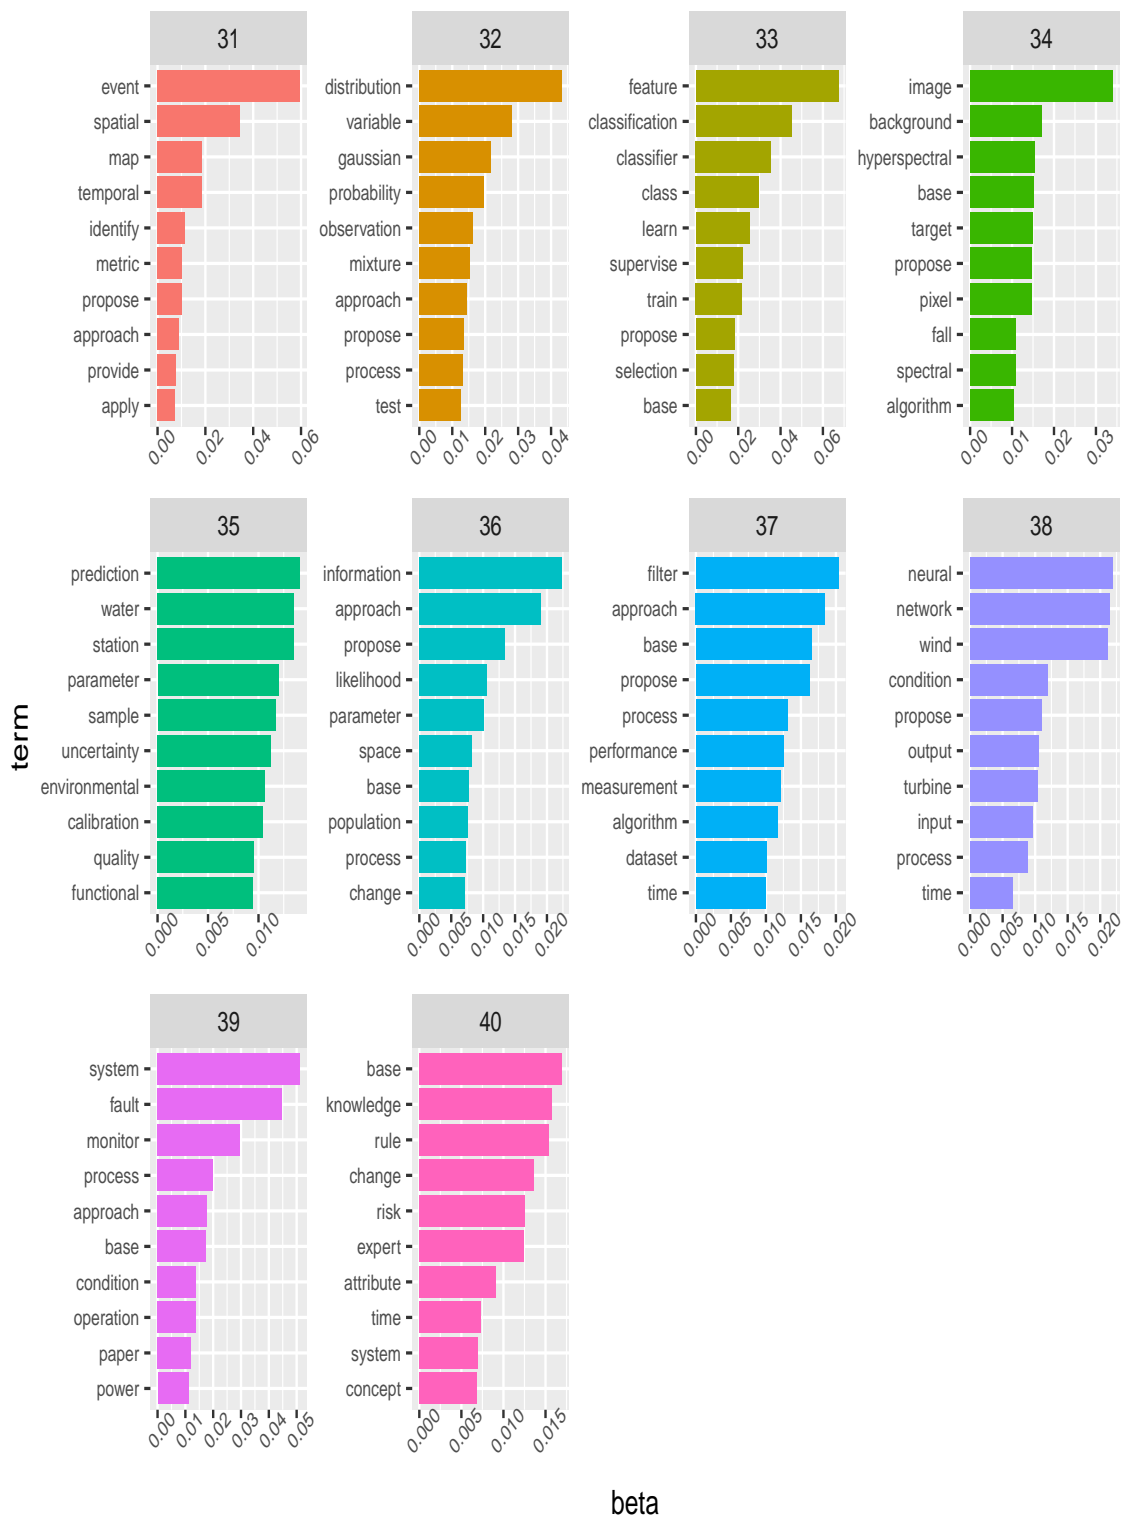 31
event
spatial
map
temporal
identify
metric
propose
approach
provide
apply
0.00 0.02 0.04 0.06
32
distribution
variable
gaussian
probability
observation
mixture
approach
propose
process
test
0.00 0.01 0.02 0.03 0.04
33
feature
classification
classifier
class
learn
supervise
train
propose
selection
base
0.00 0.02 0.04 0.06
34
image
background
hyperspectral
base
target
propose
pixel
fall
spectral
algorithm
0.00 0.01 0.02 0.03
term
35
prediction
water
station
parameter
sample
uncertainty
environmental
calibration
quality
functional
0.000 0.005 0.010
36
information
approach
propose
likelihood
parameter
space
base
population
process
change
0.000 0.005 0.010 0.015 0.020
37
filter
approach
base
propose
process
performance
measurement
algorithm
dataset
time
0.000 0.005 0.010 0.015 0.020
38
neural
network
wind
condition
propose
output
turbine
input
process
time
0.000 0.005 0.010 0.015 0.020
39
system
fault
monitor
process
approach
base
condition
operation
paper
power
0.00 0.01 0.02 0.03 0.04 0.05
40
base
knowledge
rule
change
risk
expert
attribute
time
system
concept
0.000 0.005 0.010 0.015
beta